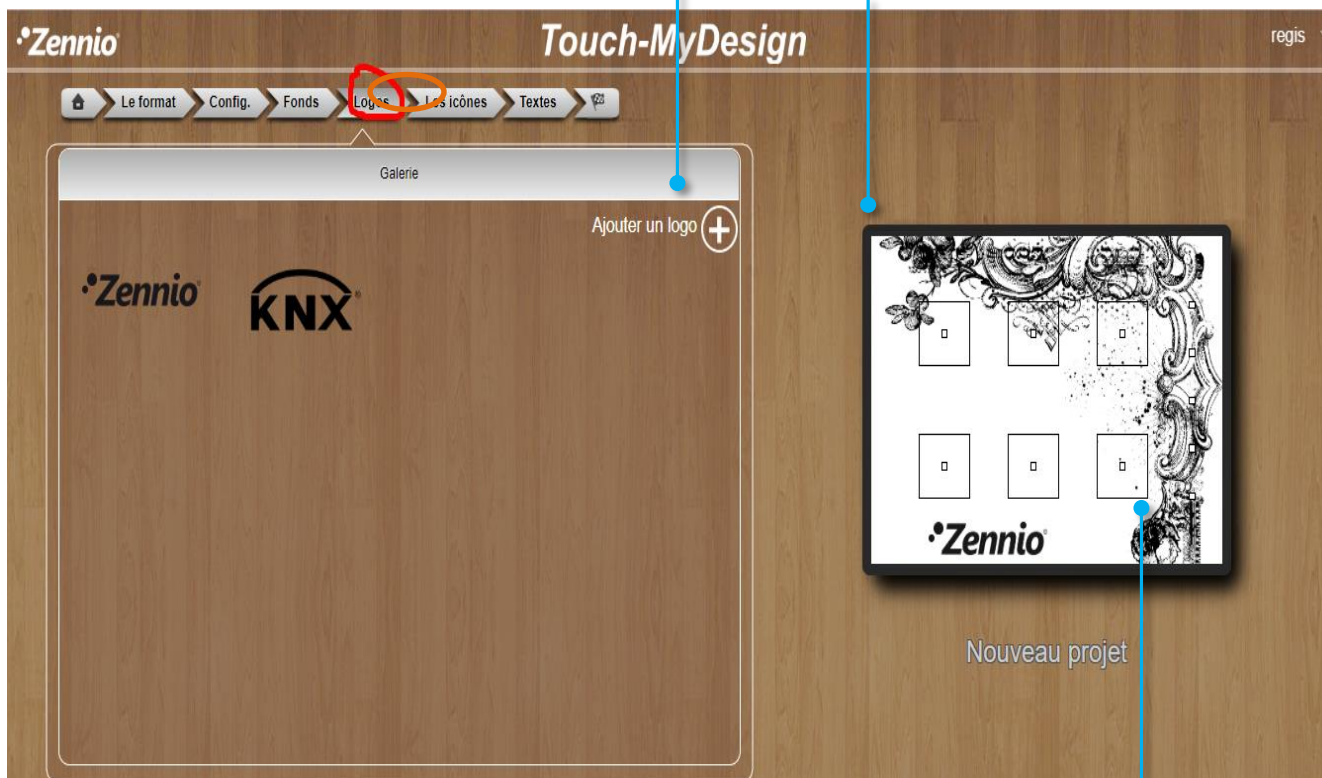 Zennio
Touch-MyDesign
regis
Le format Config. Fonds Logos Les icônes Textes
Galerie
Ajouter un logo
Zennio KNX
Zennio
Nouveau projet